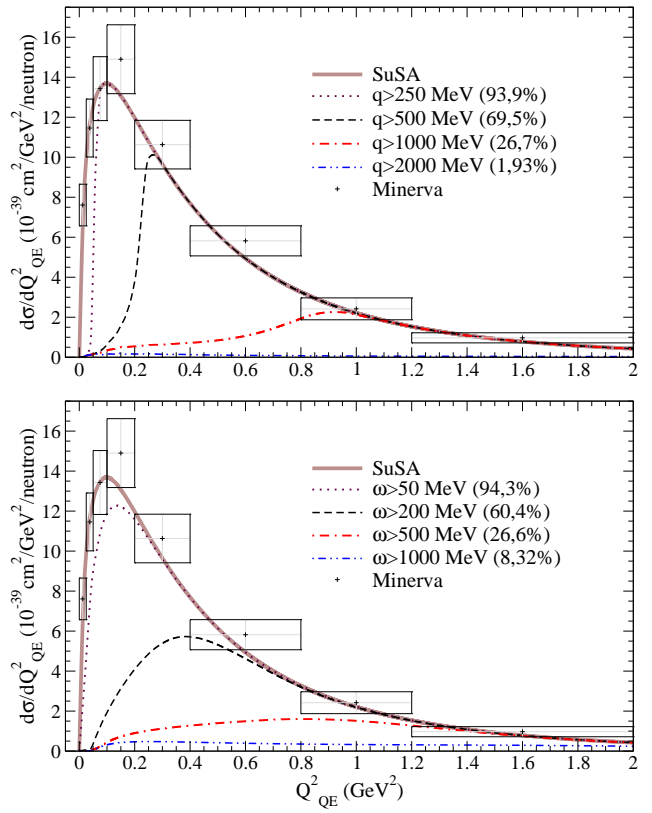 16
14
12
10
8
6
4
2
0
dσ/dQ²_QE (10⁻³⁹ cm²/GeV²/neutron)
SuSA
q>250 MeV (93,9%)
q>500 MeV (69,5%)
q>1000 MeV (26,7%)
q>2000 MeV (1,93%)
Minerva
0 0.2 0.4 0.6 0.8 1 1.2 1.4 1.6 1.8 2
16
14
12
10
8
6
4
2
0
dσ/dQ²_QE (10⁻³⁹ cm²/GeV²/neutron)
SuSA
ω>50 MeV (94,3%)
ω>200 MeV (60,4%)
ω>500 MeV (26,6%)
ω>1000 MeV (8,32%)
Minerva
0 0.2 0.4 0.6 0.8 1 1.2 1.4 1.6 1.8 2
Q²_QE (GeV²)